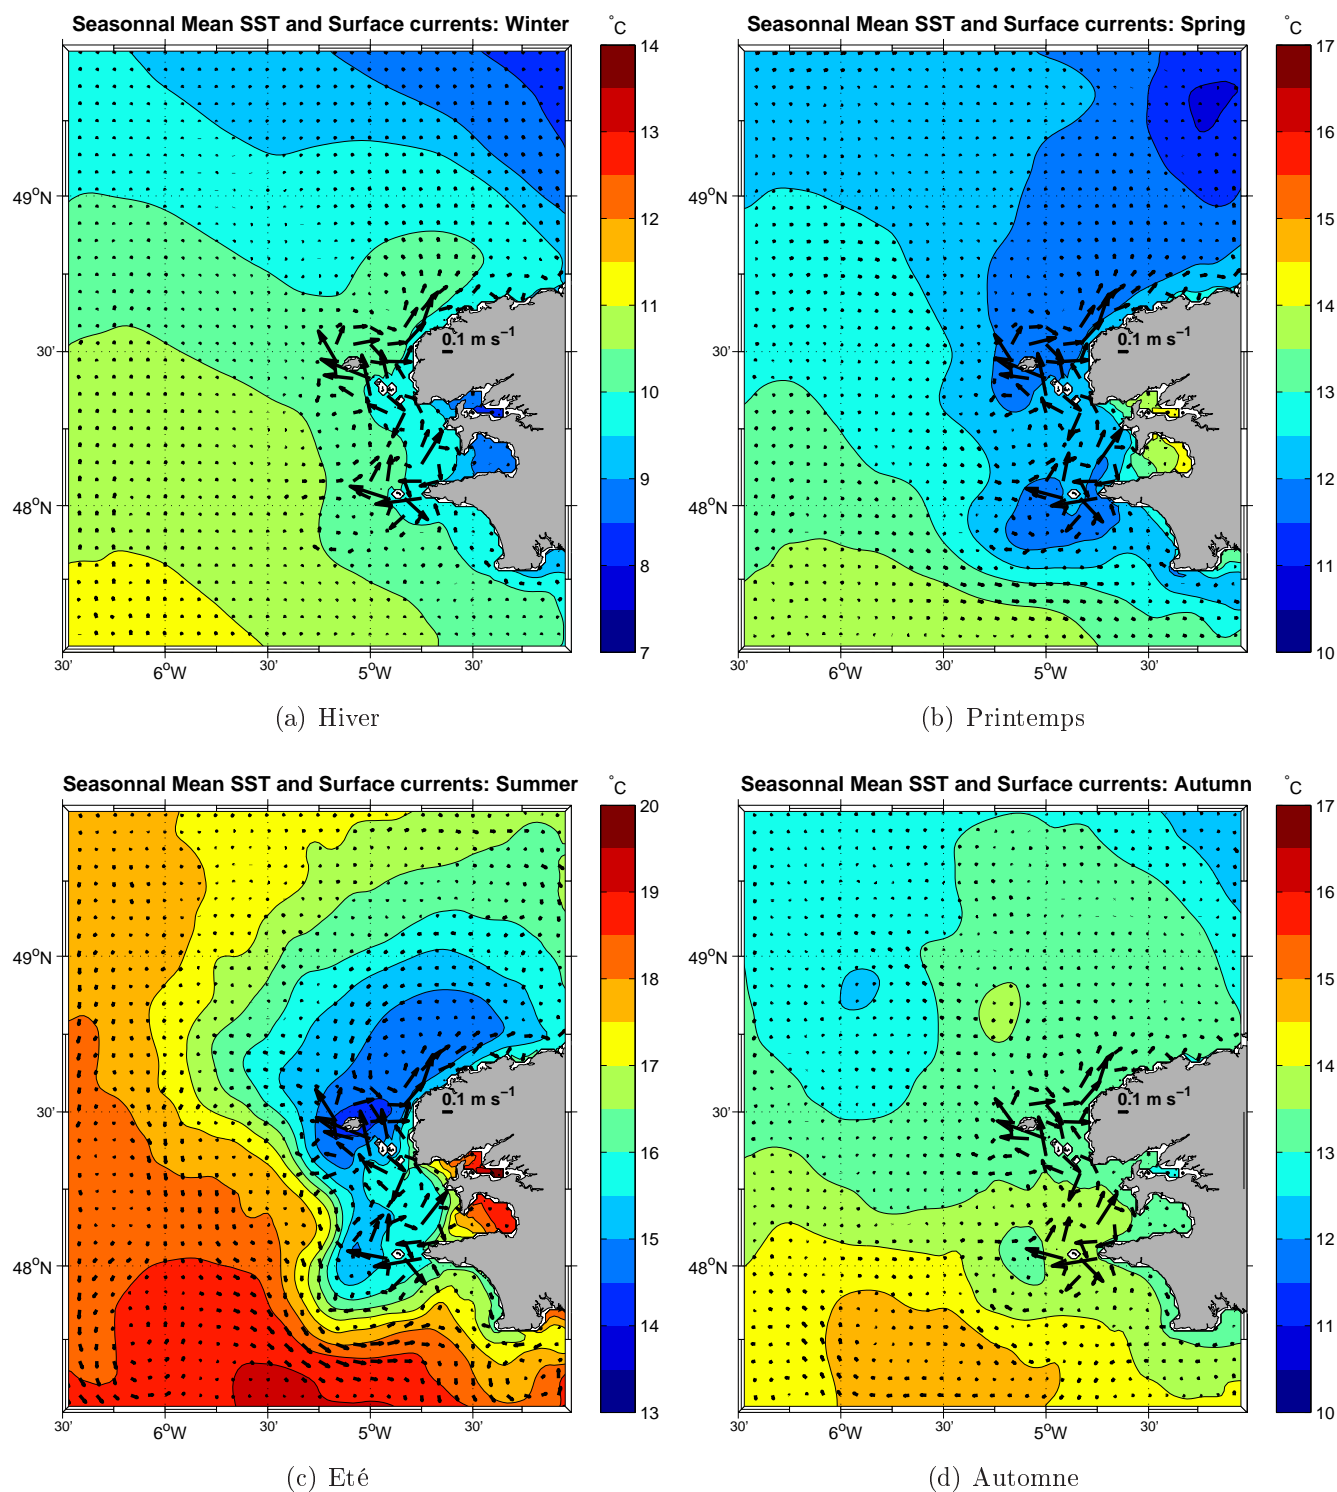 Seasonnal Mean SST and Surface currents: Winter
°C
14
13
12
11
10
9
8
7
49°N
30'
48°N
0.1 m s⁻¹
30'
6°W
30'
5°W
30'
(a) Hiver
Seasonnal Mean SST and Surface currents: Spring
°C
17
16
15
14
13
12
11
10
49°N
30'
48°N
0.1 m s⁻¹
30'
6°W
30'
5°W
30'
(b) Printemps
Seasonnal Mean SST and Surface currents: Summer
°C
20
19
18
17
16
15
14
13
49°N
30'
48°N
0.1 m s⁻¹
30'
6°W
30'
5°W
30'
(c) Eté
Seasonnal Mean SST and Surface currents: Autumn
°C
17
16
15
14
13
12
11
10
49°N
30'
48°N
0.1 m s⁻¹
30'
6°W
30'
5°W
30'
(d) Automne